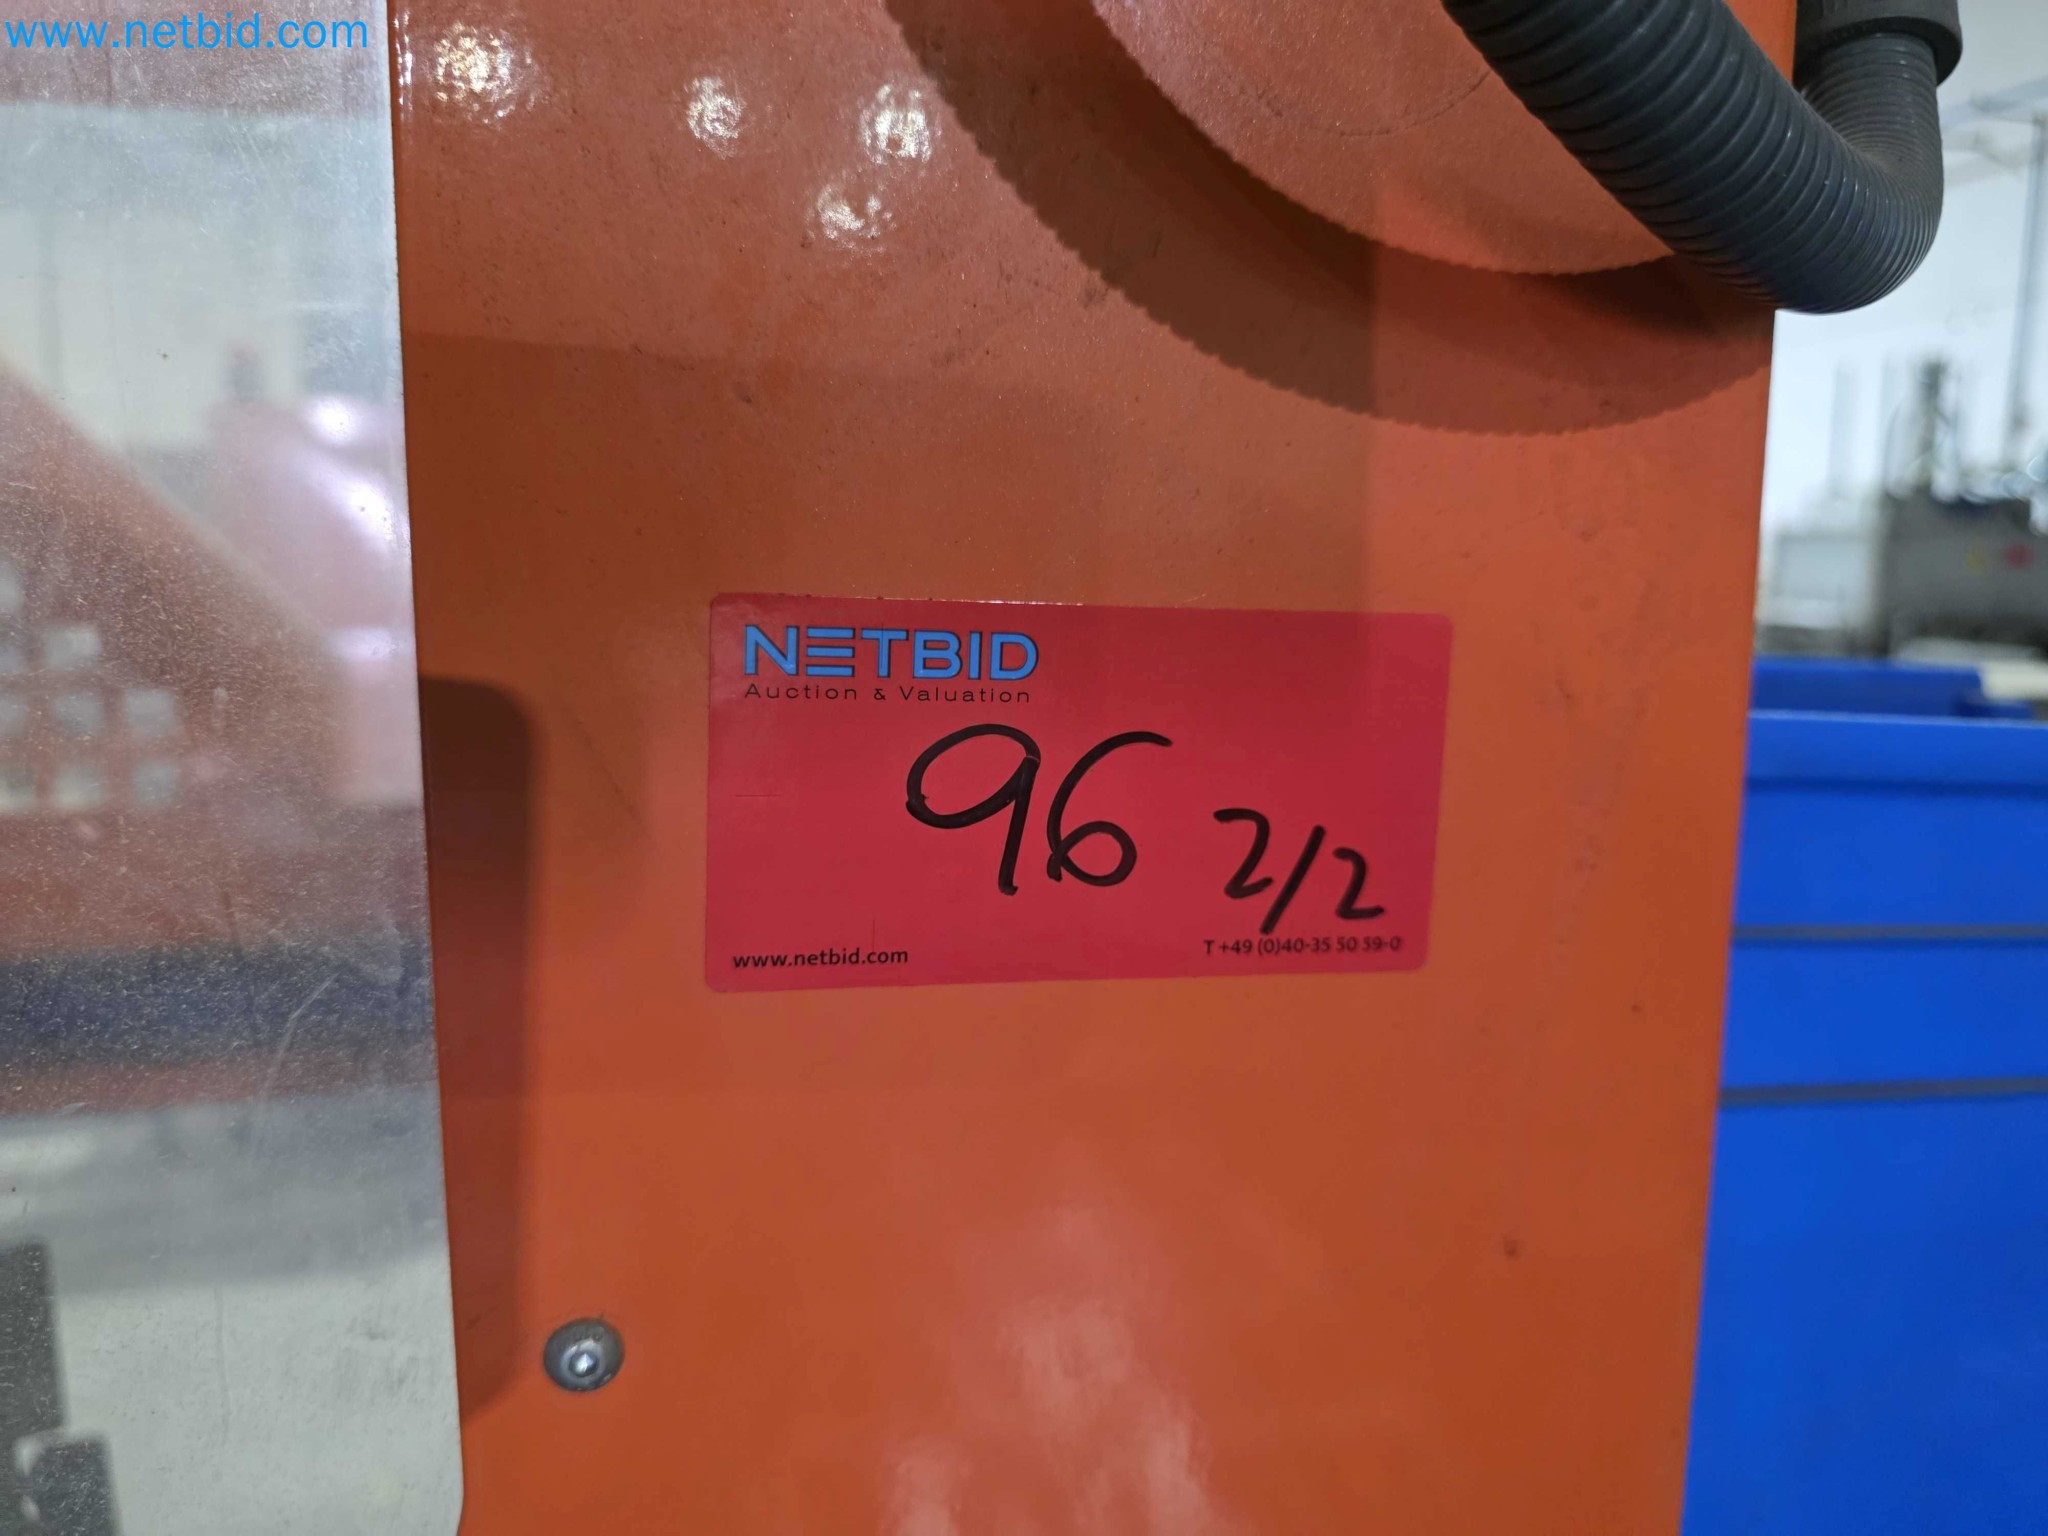 www.netbid.com
NETBID
Auction & Valuation
96 2/2
www.netbid.com
T +49 (0)40-35 50 59-0